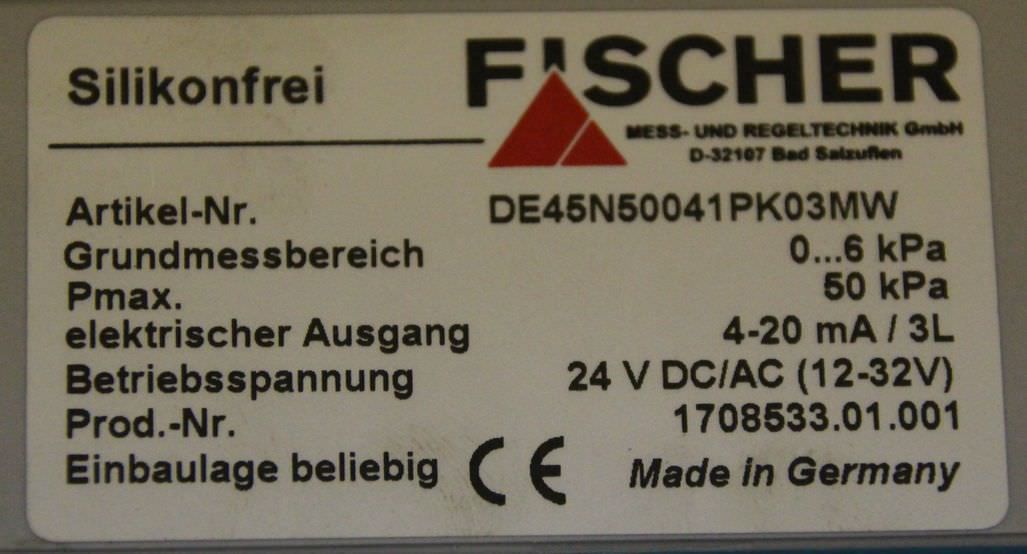 Silikonfrei
FISCHER
MESS- UND REGELTECHNIK GmbH
D-32107 Bad Salzuflen
Artikel-Nr. DE45N50041PK03MW
Grundmessbereich 0...6 kPa
Pmax. 50 kPa
elektrischer Ausgang 4-20 mA / 3L
Betriebsspannung 24 V DC/AC (12-32V)
Prod.-Nr. 1708533.01.001
Einbaulage beliebig CE Made in Germany